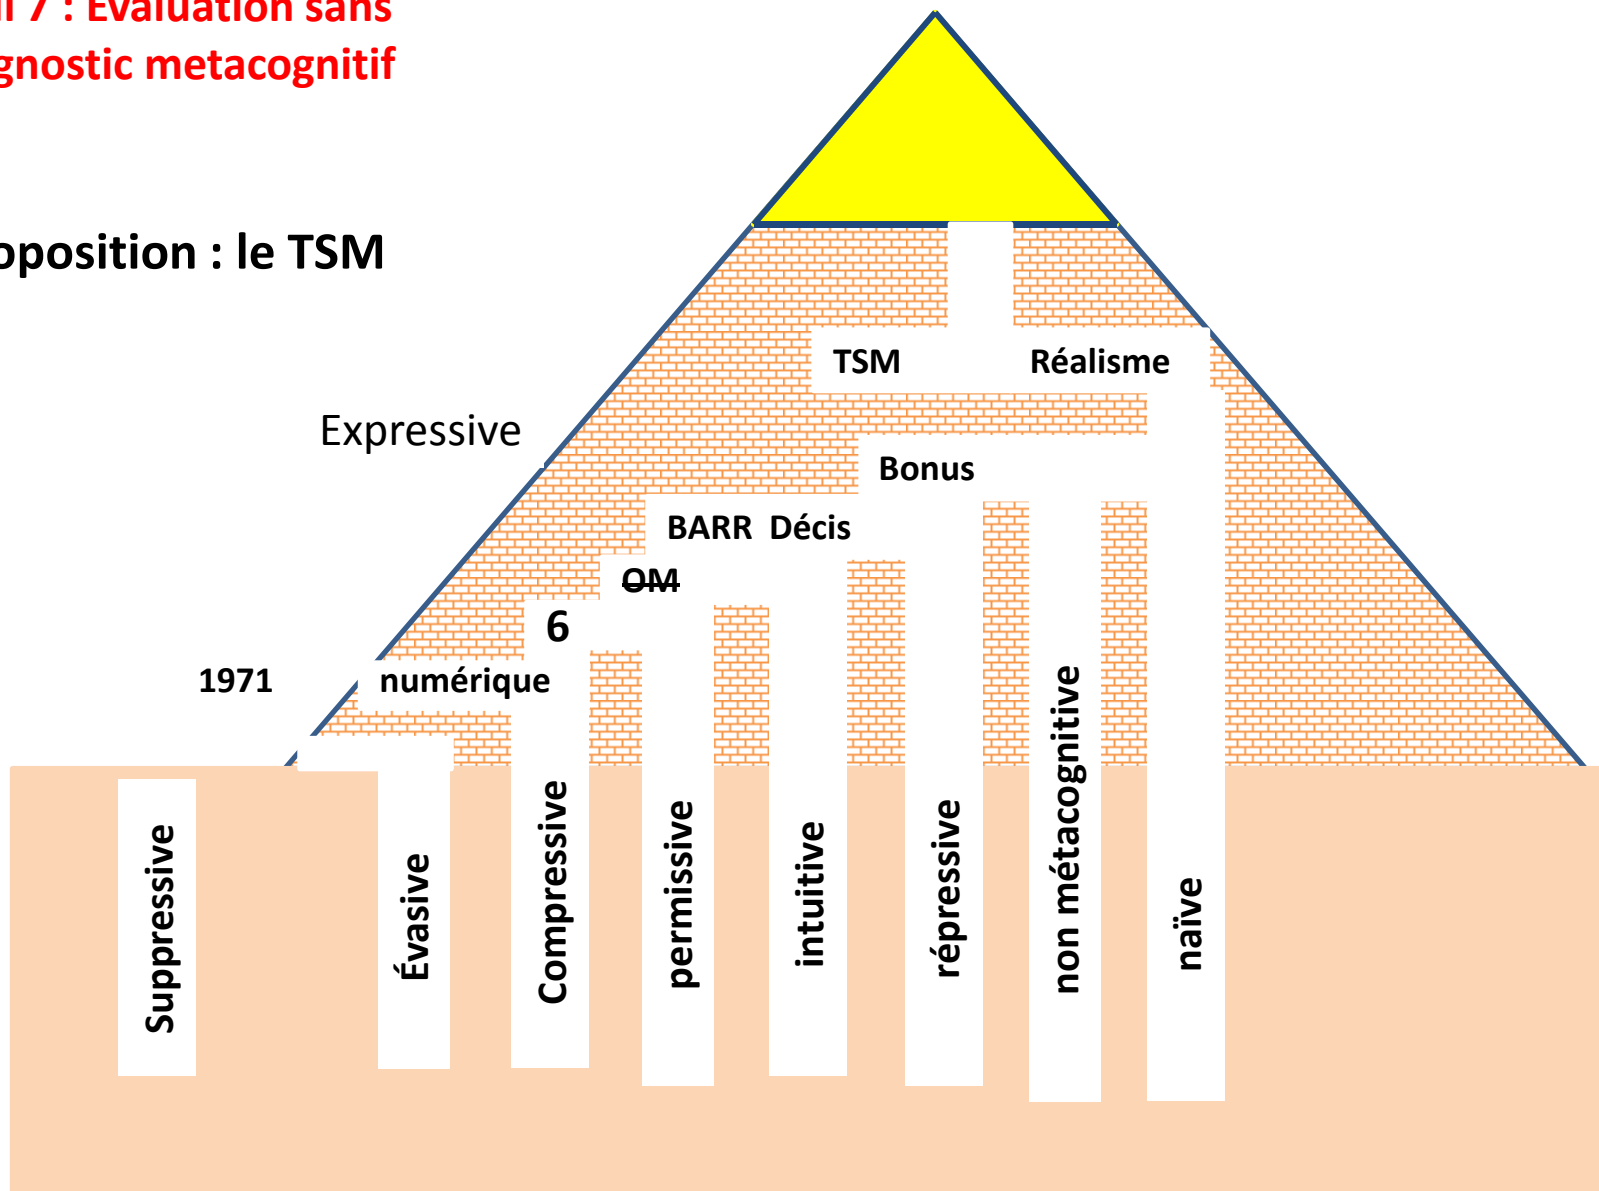 il 7 : Evaluation sans
gnostic metacognitif
oposition : le TSM
TSM Réalisme
Expressive
Bonus
BARR Décis
OM
6
1971 numérique
Suppressive
Évasive
Compressive
permissive
intuitive
répressive
non métacognitive
naïve